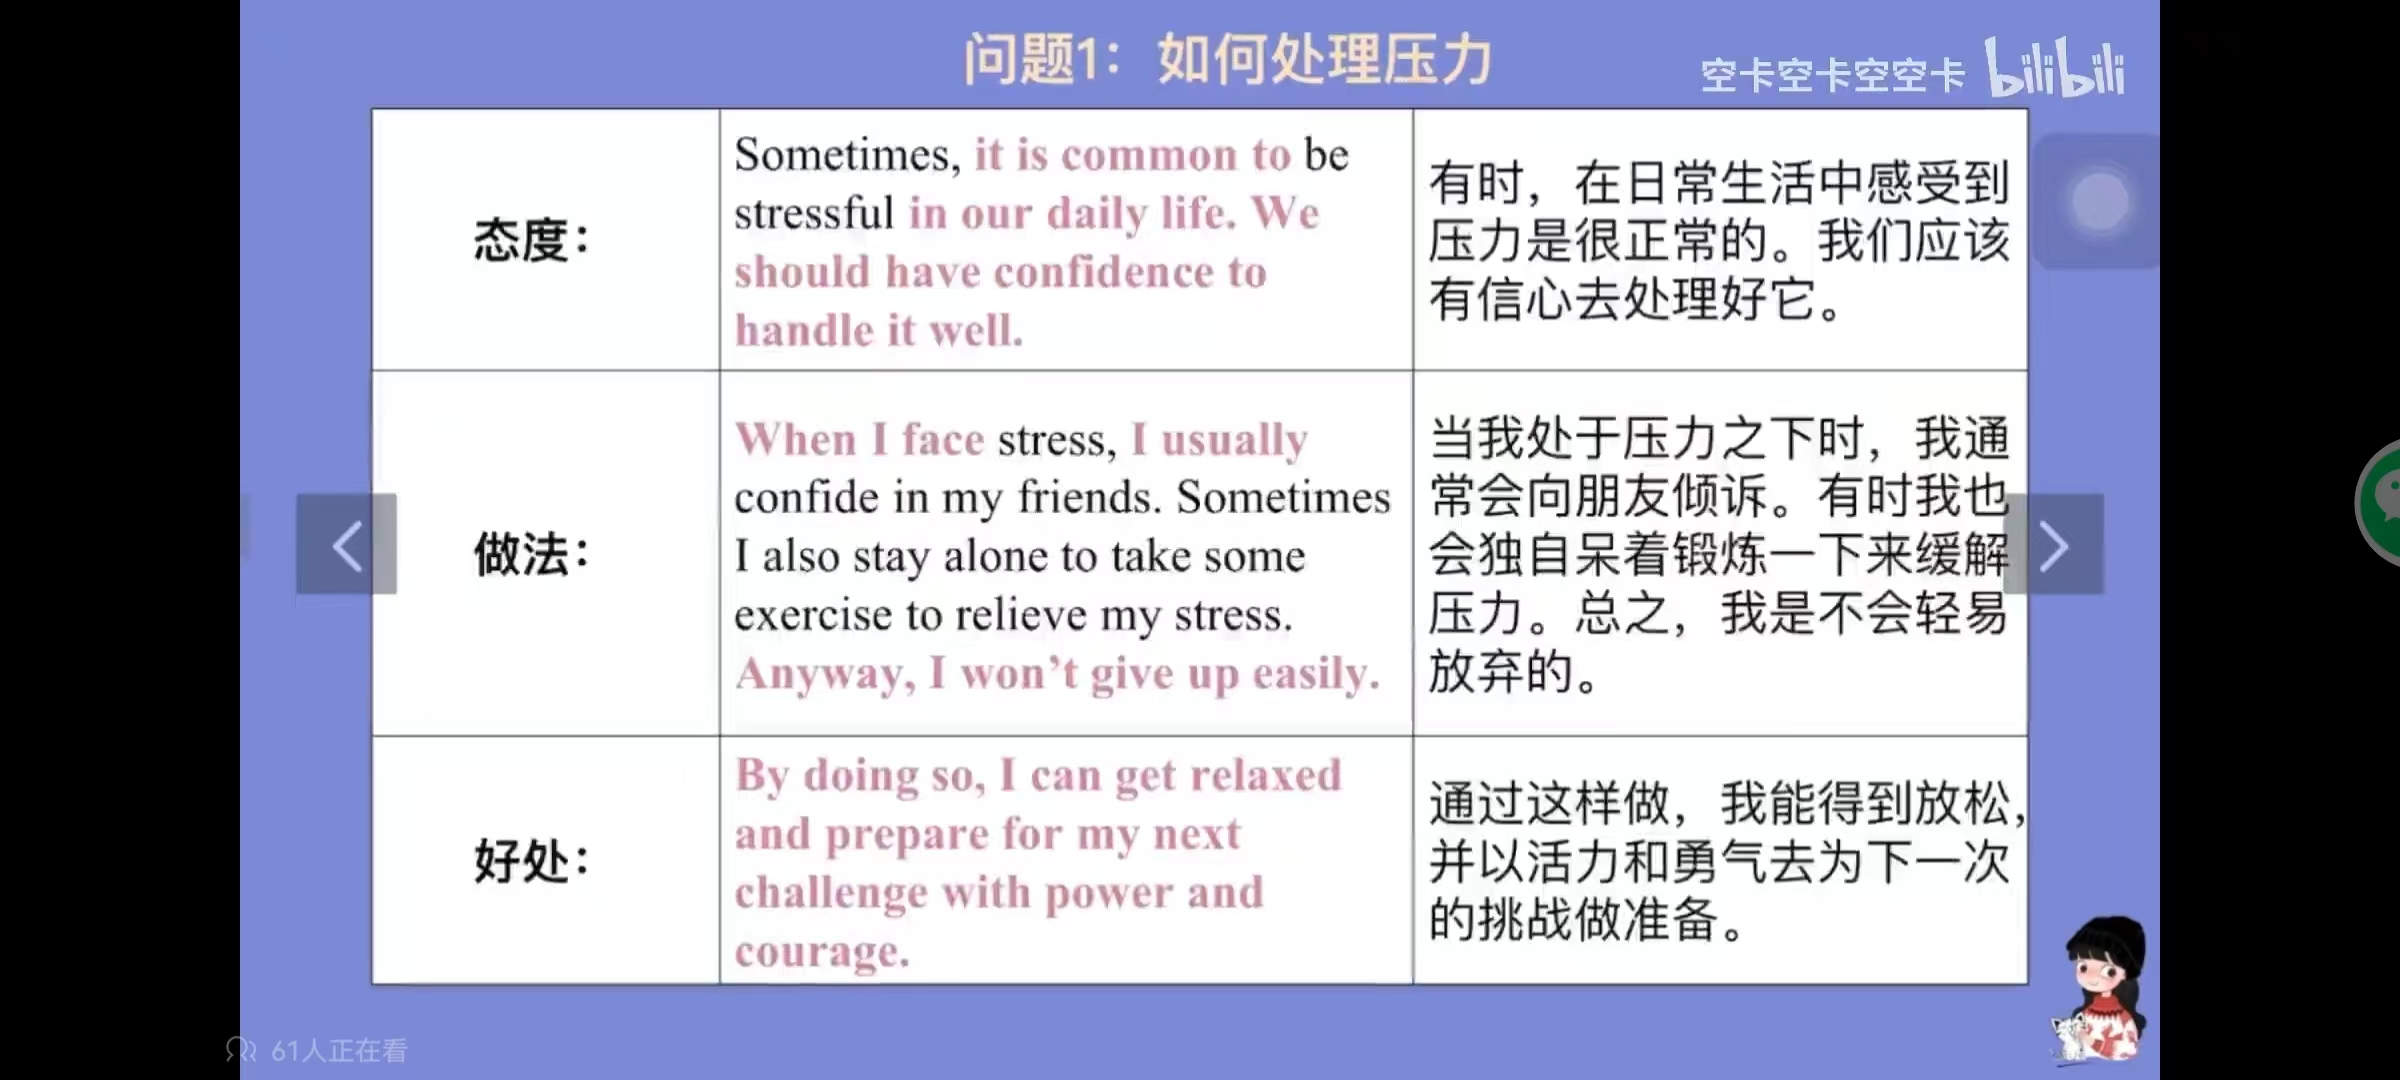 问题1：如何处理压力
空卡空卡空空卡 bilibili
态度：
Sometimes, it is common to be
stressful in our daily life. We
should have confidence to
handle it well.
有时，在日常生活中感受到
压力是很正常的。我们应该
有信心去处理好它。
做法：
When I face stress, I usually
confide in my friends. Sometimes
I also stay alone to take some
exercise to relieve my stress.
Anyway, I won’t give up easily.
当我处于压力之下时，我通
常会向朋友倾诉。有时我也
会独自呆着锻炼一下来缓解
压力。总之，我是不会轻易
放弃的。
好处：
By doing so, I can get relaxed
and prepare for my next
challenge with power and
courage.
通过这样做，我能得到放松，
并以活力和勇气去为下一次
的挑战做准备。
61人正在看